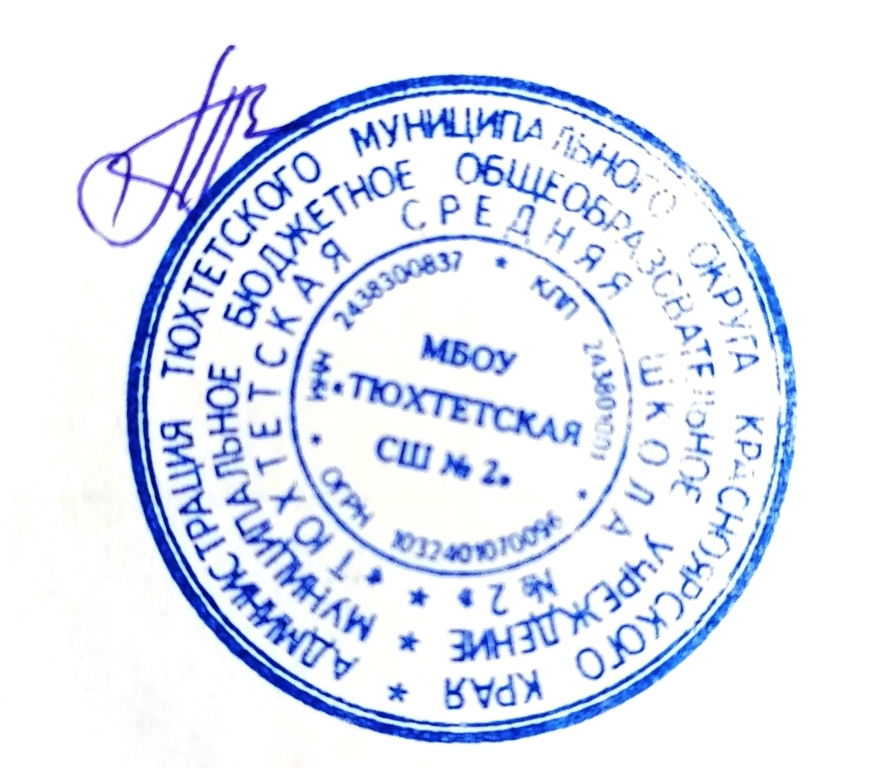 АДМИНИСТРАЦИЯ ТЮХТЕТСКОГО МУНИЦИПАЛЬНОГО ОКРУГА КРАСНОЯРСКОГО КРАЯ *
МУНИЦИПАЛЬНОЕ БЮДЖЕТНОЕ ОБЩЕОБРАЗОВАТЕЛЬНОЕ УЧРЕЖДЕНИЕ *
"ТЮХТЕТСКАЯ СРЕДНЯЯ ШКОЛА № 2" *
ИНН 2438300837 * КПП 243801001 * ОГРН 1032401070096 *
МБОУ
"ТЮХТЕТСКАЯ
СШ № 2"